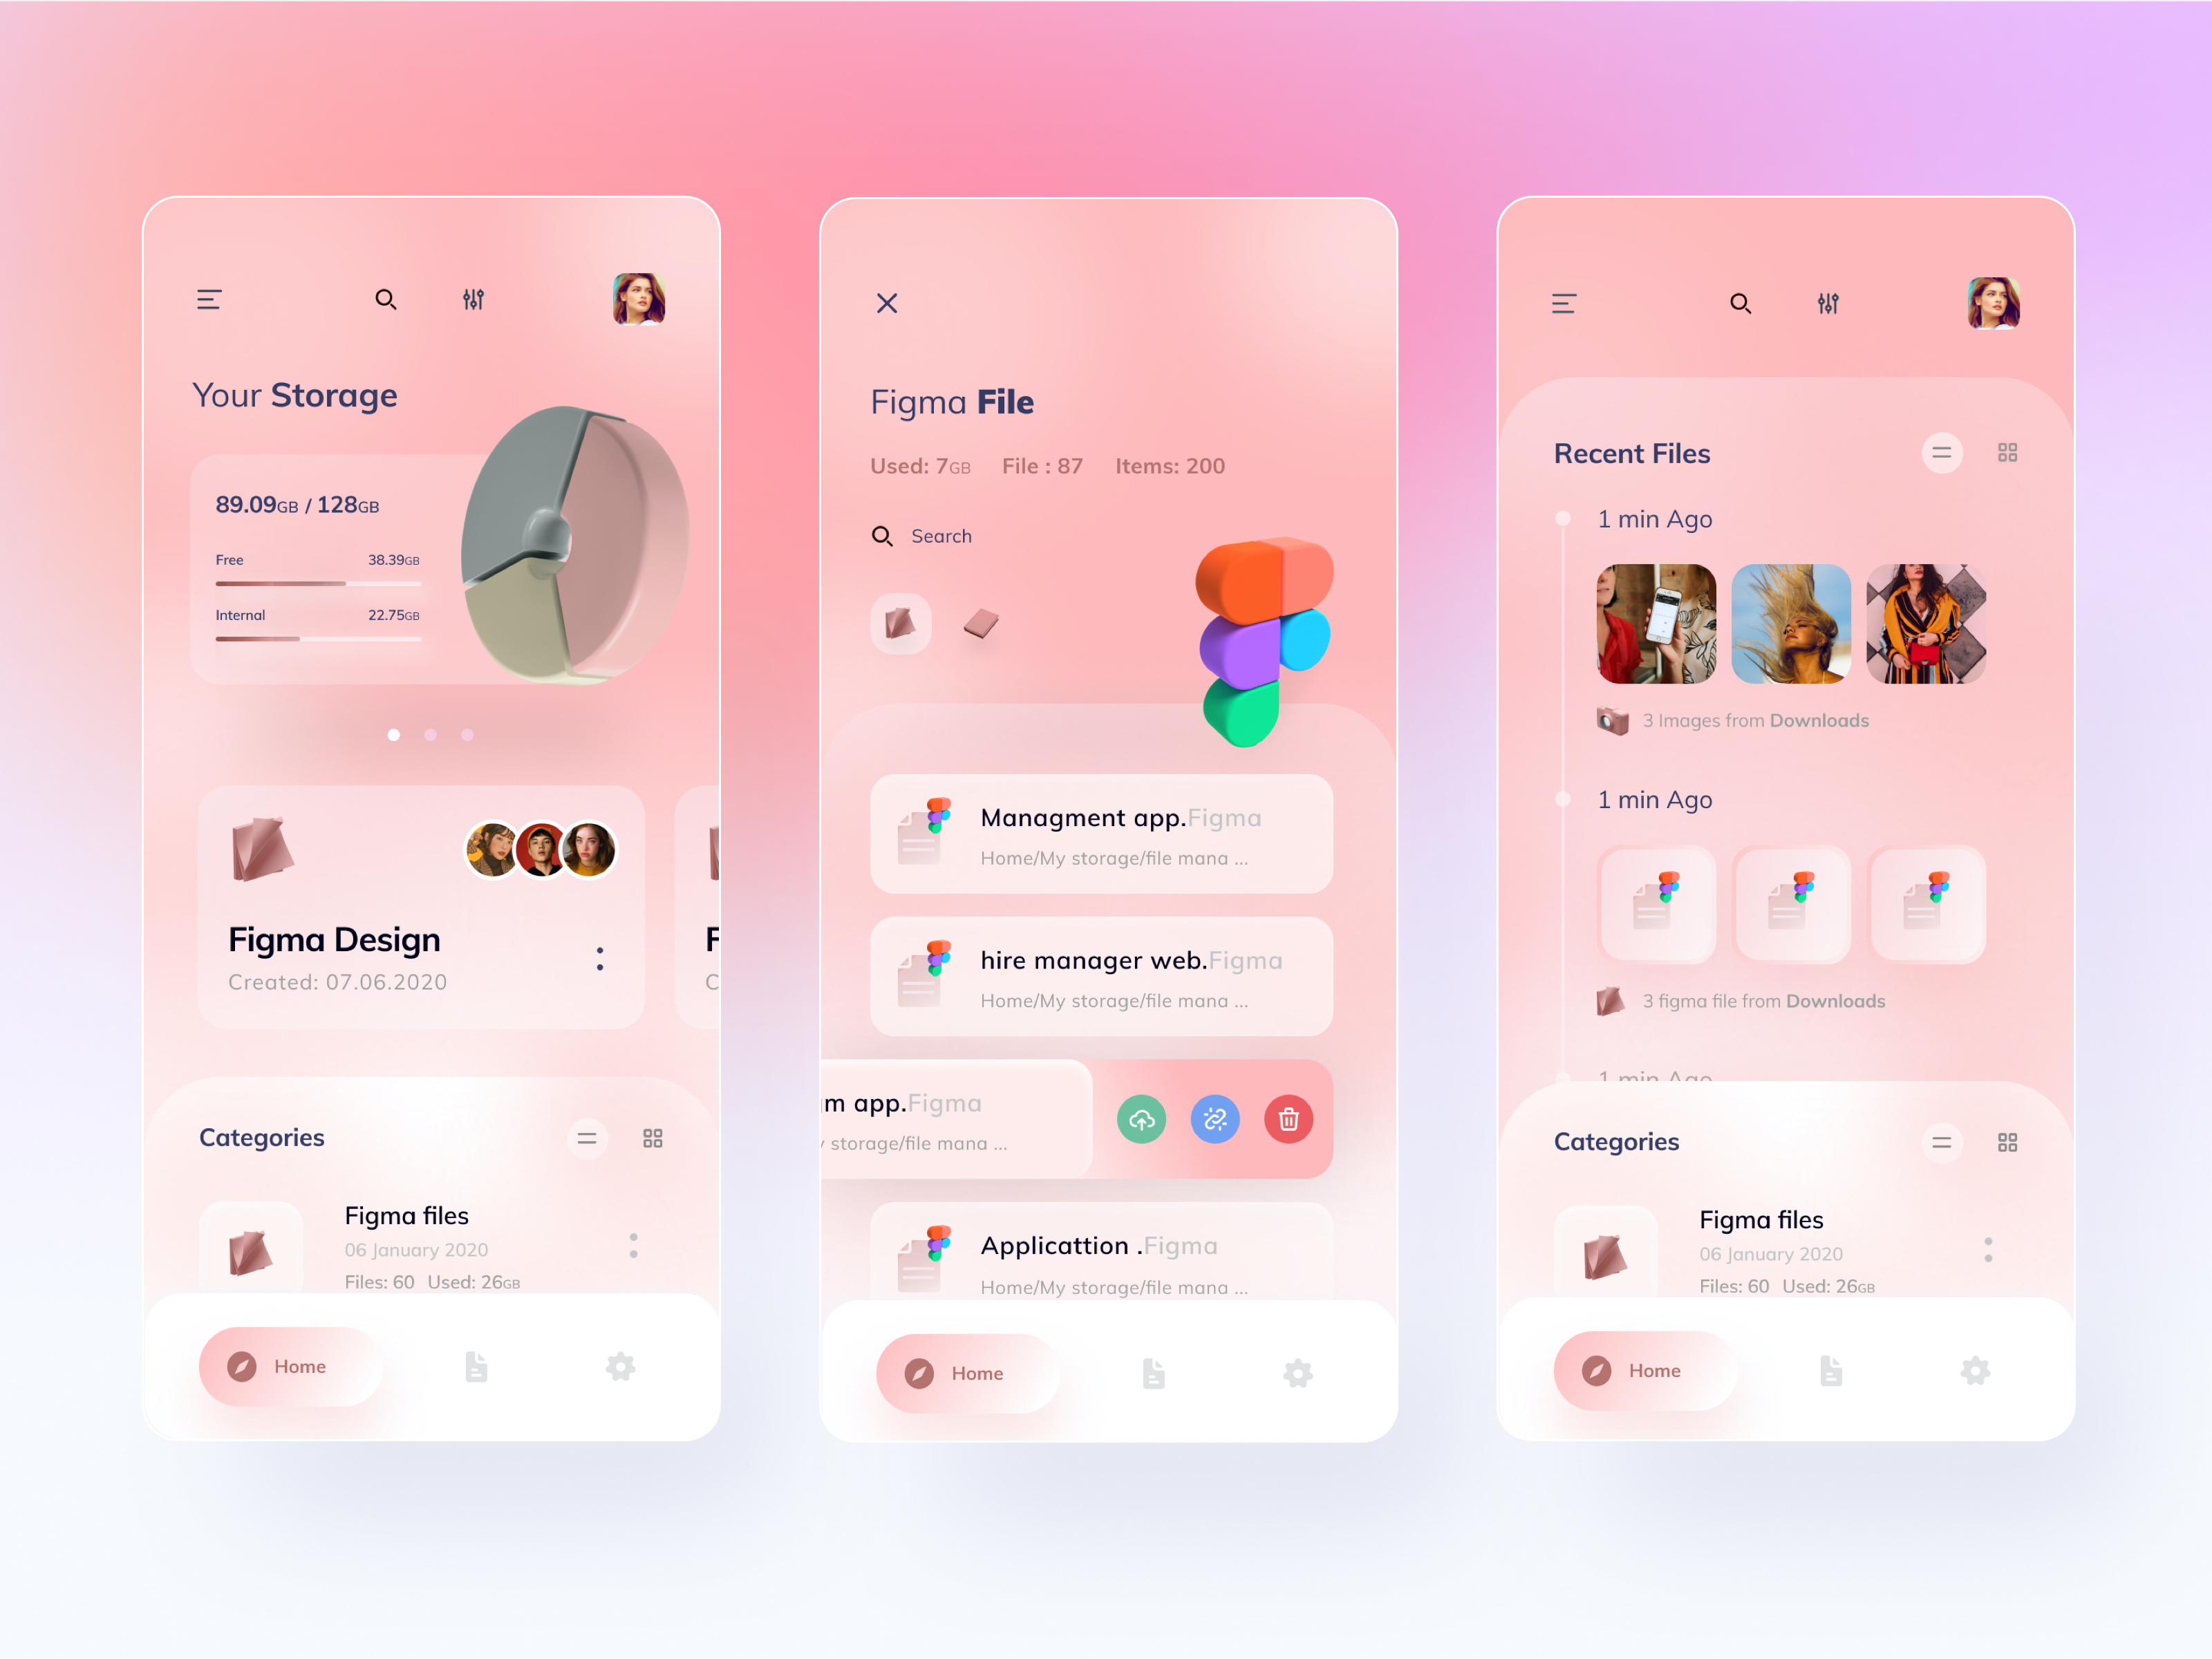 Your Storage
89.09GB / 128GB
Free 38.39GB
Internal 22.75GB
Figma Design
Created: 07.06.2020
F
C
Categories
Figma files
06 January 2020
Files: 60 Used: 26GB
Home
Figma File
Used: 7GB File : 87 Items: 200
Search
Managment app.Figma
Home/My storage/file mana ...
hire manager web.Figma
Home/My storage/file mana ...
m app.Figma
storage/file mana ...
Applicattion .Figma
Home/My storage/file mana ...
Home
Recent Files
1 min Ago
3 Images from Downloads
1 min Ago
3 figma file from Downloads
1 min Ago
Categories
Figma files
06 January 2020
Files: 60 Used: 26GB
Home